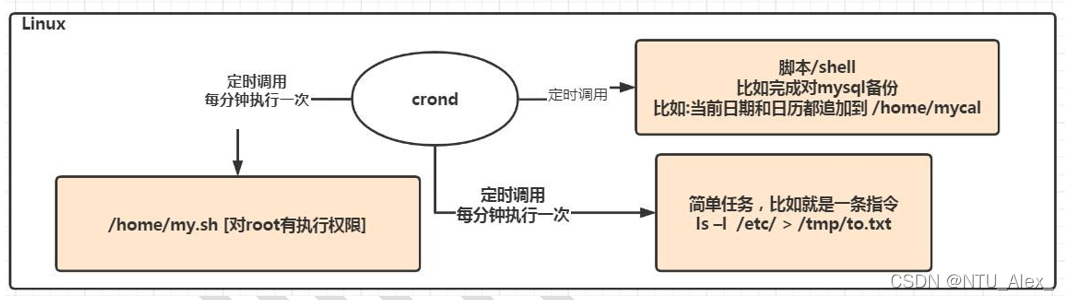 Linux
定时调用
每分钟执行一次
crond
定时调用
脚本/shell
比如完成对mysql备份
比如:当前日期和日历都追加到 /home/mycal
/home/my.sh [对root有执行权限]
定时调用
每分钟执行一次
简单任务，比如就是一条指令
ls –l /etc/ > /tmp/to.txt
CSDN @NTU_Alex_